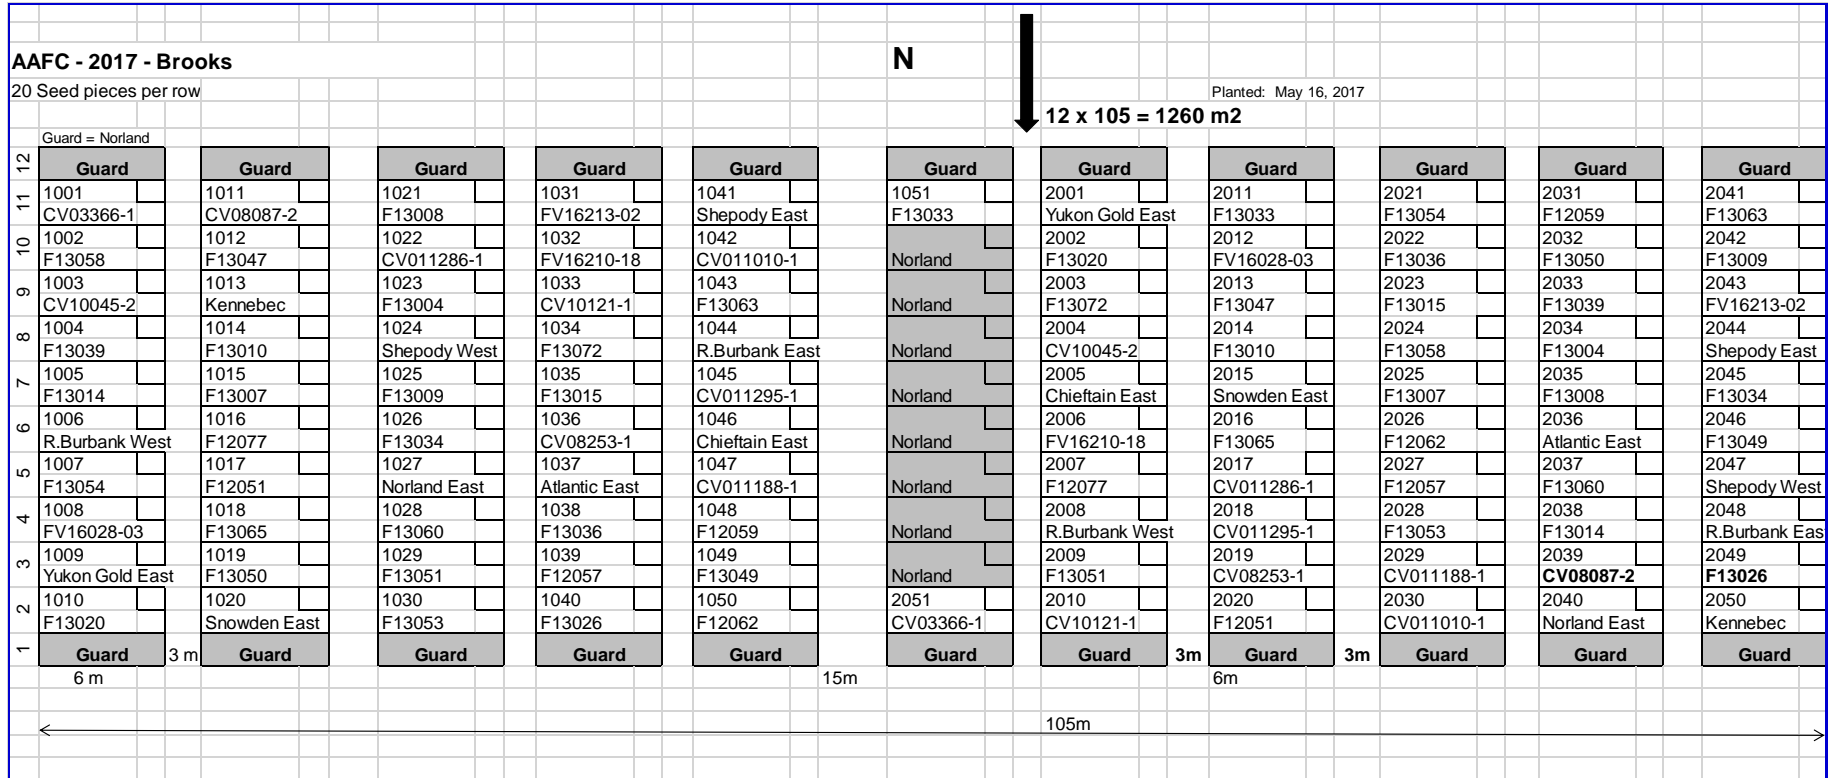 AAFC - 2017 - Brooks N
20 Seed pieces per row Planted: May 16, 2017
12 x 105 = 1260 m2
Guard = Norland
12 Guard Guard Guard Guard Guard Guard Guard Guard Guard Guard Guard
11 1001 1011 1021 1031 1041 1051 2001 2011 2021 2031 2041
CV03366-1 CV08087-2 F13008 FV16213-02 Shepody East F13033 Yukon Gold East F13033 F13054 F12059 F13063
10 1002 1012 1022 1032 1042 2002 2012 2022 2032 2042
F13058 F13047 CV011286-1 FV16210-18 CV011010-1 Norland F13020 FV16028-03 F13036 F13050 F13009
9 1003 1013 1023 1033 1043 2003 2013 2023 2033 2043
CV10045-2 Kennebec F13004 CV10121-1 F13063 Norland F13072 F13047 F13015 F13039 FV16213-02
8 1004 1014 1024 1034 1044 2004 2014 2024 2034 2044
F13039 F13010 Shepody West F13072 R.Burbank East Norland CV10045-2 F13010 F13058 F13004 Shepody East
7 1005 1015 1025 1035 1045 2005 2015 2025 2035 2045
F13014 F13007 F13009 F13015 CV011295-1 Norland Chieftain East Snowden East F13007 F13008 F13034
6 1006 1016 1026 1036 1046 2006 2016 2026 2036 2046
R.Burbank West F12077 F13034 CV08253-1 Chieftain East Norland FV16210-18 F13065 F12062 Atlantic East F13049
5 1007 1017 1027 1037 1047 2007 2017 2027 2037 2047
F13054 F12051 Norland East Atlantic East CV011188-1 Norland F12077 CV011286-1 F12057 F13060 Shepody West
4 1008 1018 1028 1038 1048 2008 2018 2028 2038 2048
FV16028-03 F13065 F13060 F13036 F12059 Norland R.Burbank West CV011295-1 F13053 F13014 R.Burbank Eas
3 1009 1019 1029 1039 1049 2009 2019 2029 2039 2049
Yukon Gold East F13050 F13051 F12057 F13049 Norland F13051 CV08253-1 CV011188-1 CV08087-2 F13026
2 1010 1020 1030 1040 1050 2051 2010 2020 2030 2040 2050
F13020 Snowden East F13053 F13026 F12062 CV03366-1 CV10121-1 F12051 CV011010-1 Norland East Kennebec
1 Guard 3 m Guard Guard Guard Guard Guard Guard 3m Guard 3m Guard Guard Guard
6 m 15m 6m
105m